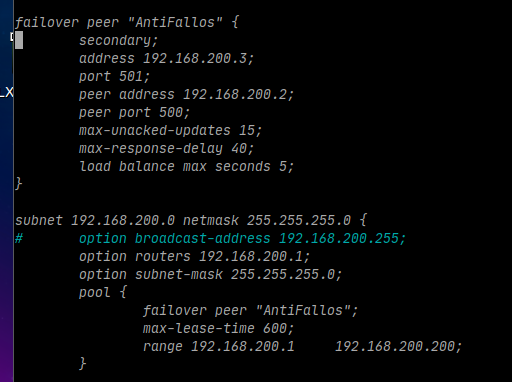 failover peer "AntiFallos" {
        secondary;
        address 192.168.200.3;
        port 501;
        peer address 192.168.200.2;
        peer port 500;
        max-unacked-updates 15;
        max-response-delay 40;
        load balance max seconds 5;
}
LX
subnet 192.168.200.0 netmask 255.255.255.0 {
#       option broadcast-address 192.168.200.255;
        option routers 192.168.200.1;
        option subnet-mask 255.255.255.0;
        pool {
                failover peer "AntiFallos";
                max-lease-time 600;
                range 192.168.200.1     192.168.200.200;
        }